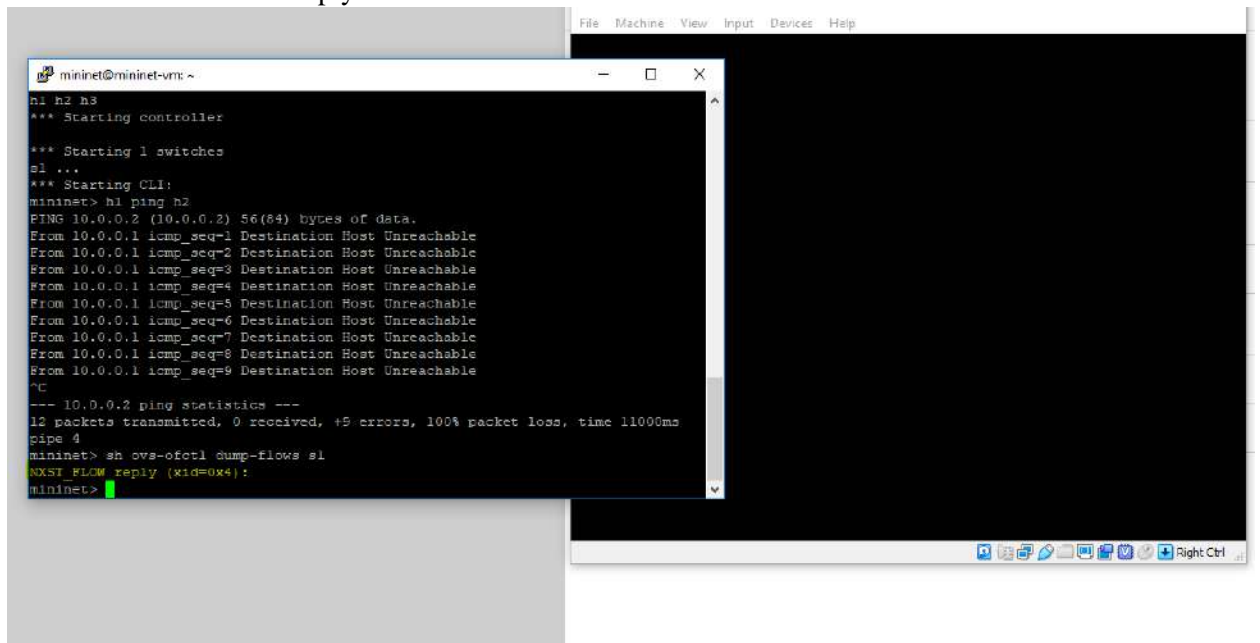 ply
File Machine View Input Devices Help
mininet@mininet-vm: ~
h1 h2 h3
*** Starting controller
*** Starting 1 switches
s1 ...
*** Starting CLI:
mininet> h1 ping h2
PING 10.0.0.2 (10.0.0.2) 56(84) bytes of data.
From 10.0.0.1 icmp_seq=1 Destination Host Unreachable
From 10.0.0.1 icmp_seq=2 Destination Host Unreachable
From 10.0.0.1 icmp_seq=3 Destination Host Unreachable
From 10.0.0.1 icmp_seq=4 Destination Host Unreachable
From 10.0.0.1 icmp_seq=5 Destination Host Unreachable
From 10.0.0.1 icmp_seq=6 Destination Host Unreachable
From 10.0.0.1 icmp_seq=7 Destination Host Unreachable
From 10.0.0.1 icmp_seq=8 Destination Host Unreachable
From 10.0.0.1 icmp_seq=9 Destination Host Unreachable
^C
--- 10.0.0.2 ping statistics ---
12 packets transmitted, 0 received, +9 errors, 100% packet loss, time 11000ms
pipe 4
mininet> sh ovs-ofctl dump-flows s1
NXST_FLOW reply (xid=0x4):
mininet>
Right Ctrl